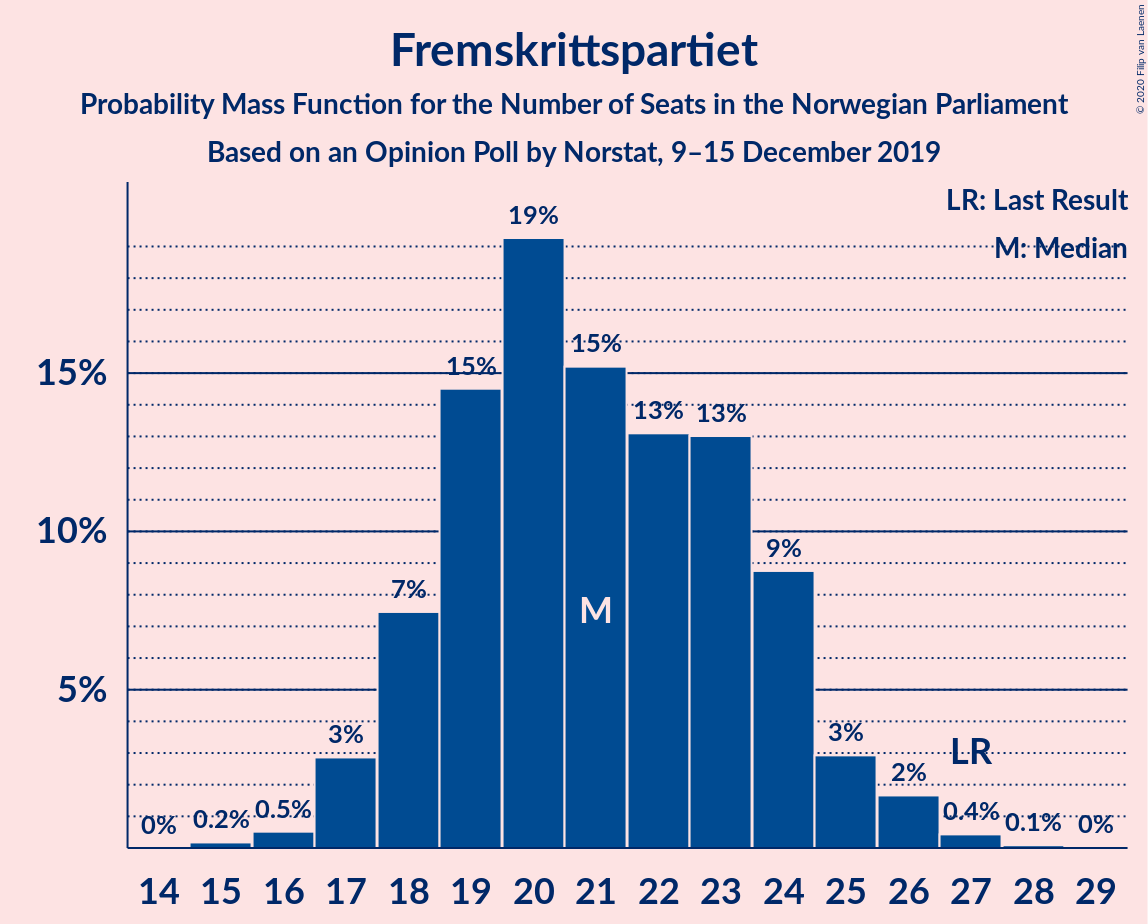 Fremskrittspartiet
Probability Mass Function for the Number of Seats in the Norwegian Parliament
Based on an Opinion Poll by Norstat, 9–15 December 2019
© 2020 Filip van Laenen
LR: Last Result
M: Median
15%
10%
5%
0%
0.2%
0.5%
3%
7%
15%
19%
15%
13%
13%
9%
3%
2%
0.4%
0.1%
0%
M
LR
14 15 16 17 18 19 20 21 22 23 24 25 26 27 28 29